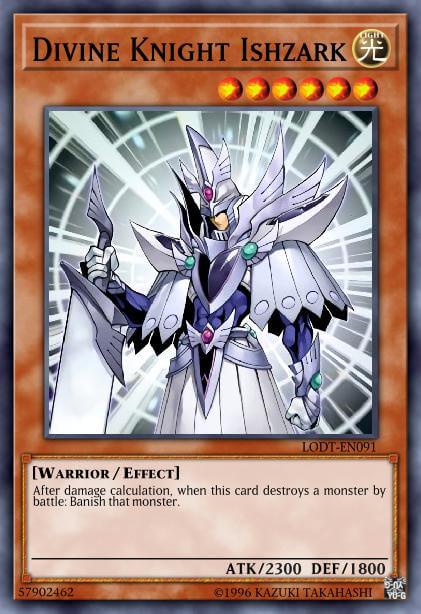 Divine Knight Ishzark
LIGHT
光
LODT-EN091
[Warrior / Effect]
After damage calculation, when this card destroys a monster by
battle: Banish that monster.
ATK/2300 DEF/1800
57902462
©1996 KAZUKI TAKAHASHI